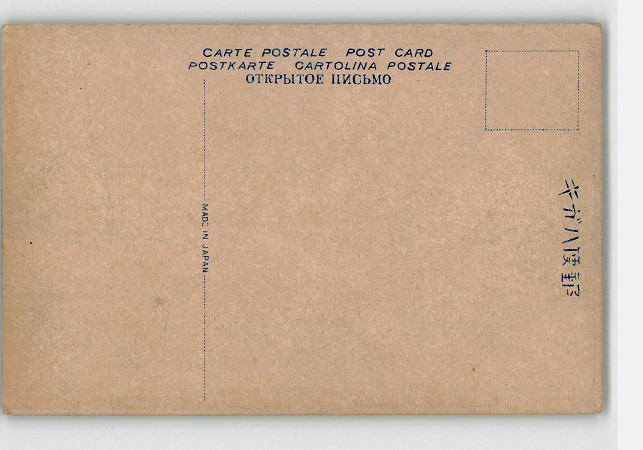 CARTE POSTALE POST CARD
POSTKARTE CARTOLINA POSTALE
ОТКРЫТОЕ ПИСЬМО
MADE IN JAPAN
郵便ハガキ